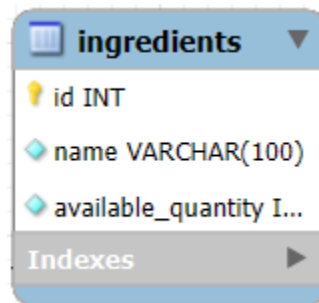 ingredients
id INT
name VARCHAR(100)
available_quantity I...
Indexes